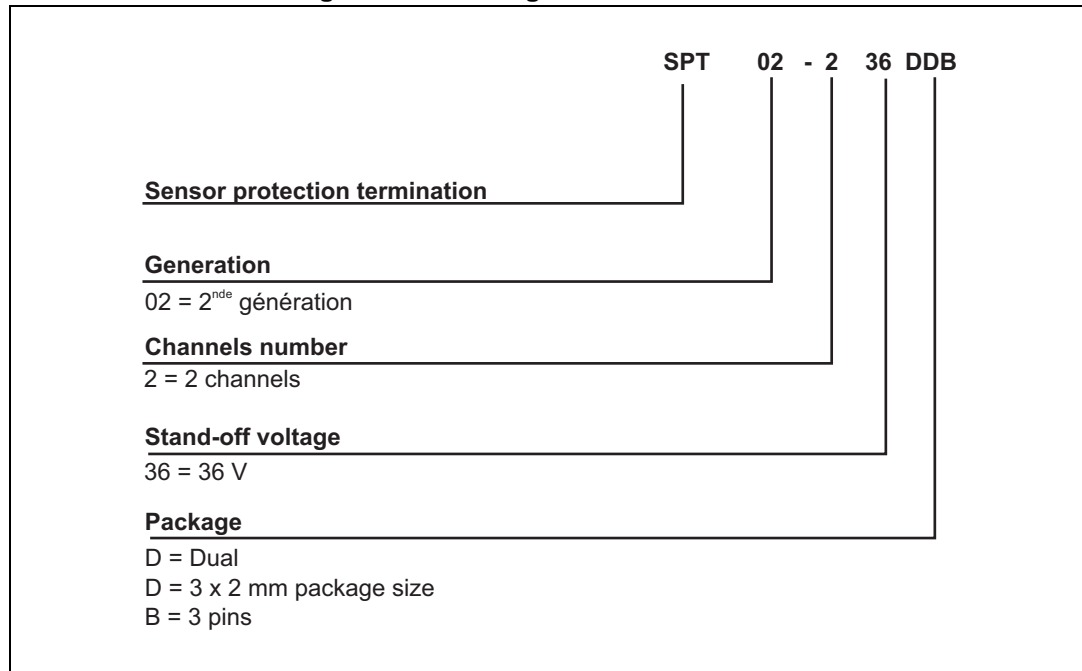 SPT 02 - 2 36 DDB
Sensor protection termination
Generation
02 = 2nde génération
Channels number
2 = 2 channels
Stand-off voltage
36 = 36 V
Package
D = Dual
D = 3 x 2 mm package size
B = 3 pins